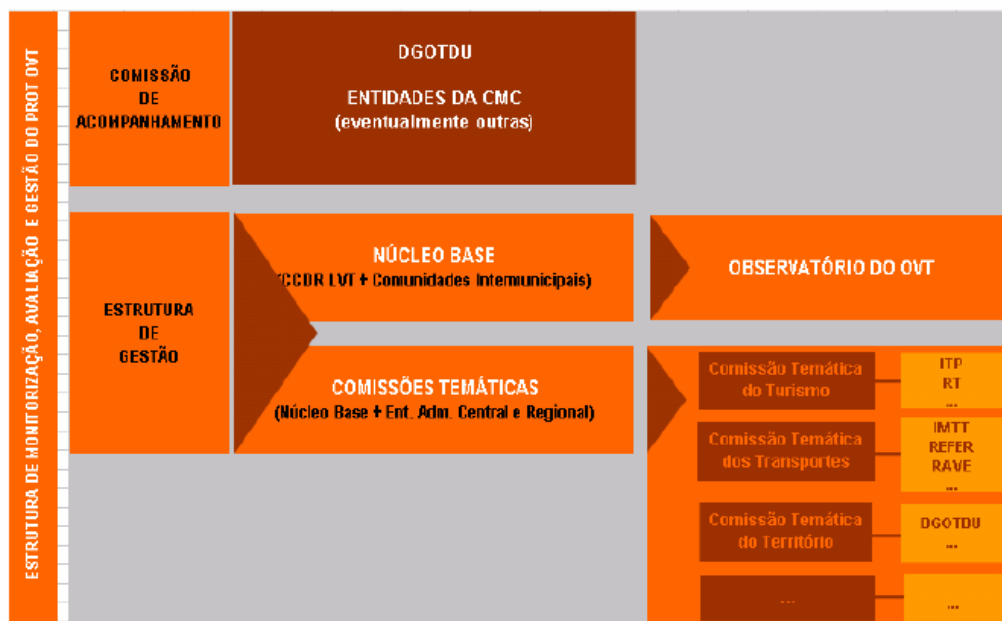 ESTRUTURA DE MONITORIZAÇÃO, AVALIAÇÃO E GESTÃO DO PROT OVT
COMISSÃO
DE
ACOMPANHAMENTO
DGOTDU
ENTIDADES DA CMC
(eventualmente outras)
ESTRUTURA
DE
GESTÃO
NÚCLEO BASE
(CCDR LVT + Comunidades Intermunicipais)
OBSERVATÓRIO DO OVT
COMISSÕES TEMÁTICAS
(Núcleo Base + Ent. Adm. Central e Regional)
Comissão Temática
do Turismo
ITP
RT
...
Comissão Temática
dos Transportes
IMTT
REFER
RAVE
...
Comissão Temática
do Território
DGOTDU
...
...
...